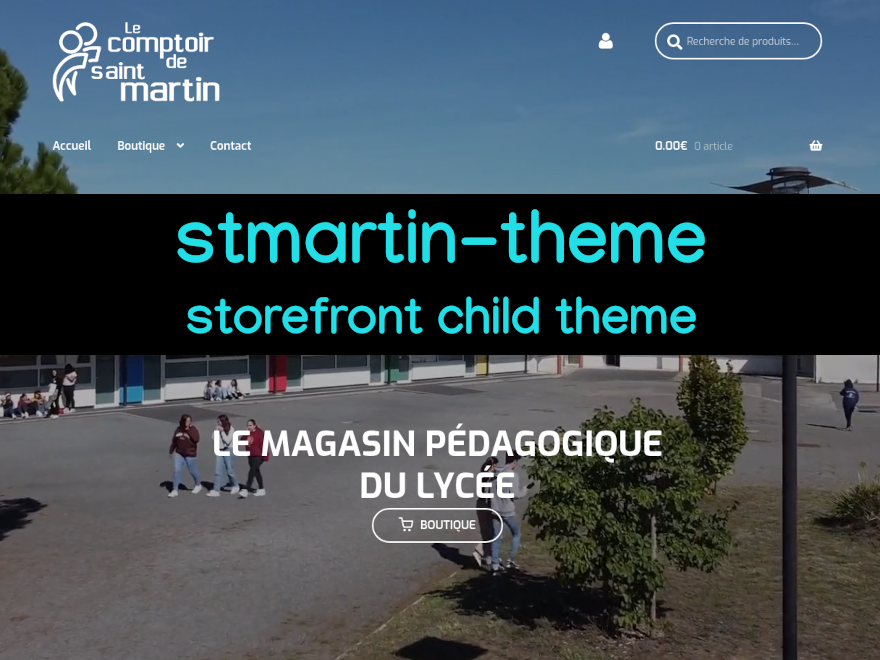 Le
comptoir
de
saint
martin
Recherche de produits...
Accueil Boutique Contact
0.00€ 0 article
stmartin-theme
storefront child theme
LE MAGASIN PÉDAGOGIQUE
DU LYCÉE
BOUTIQUE